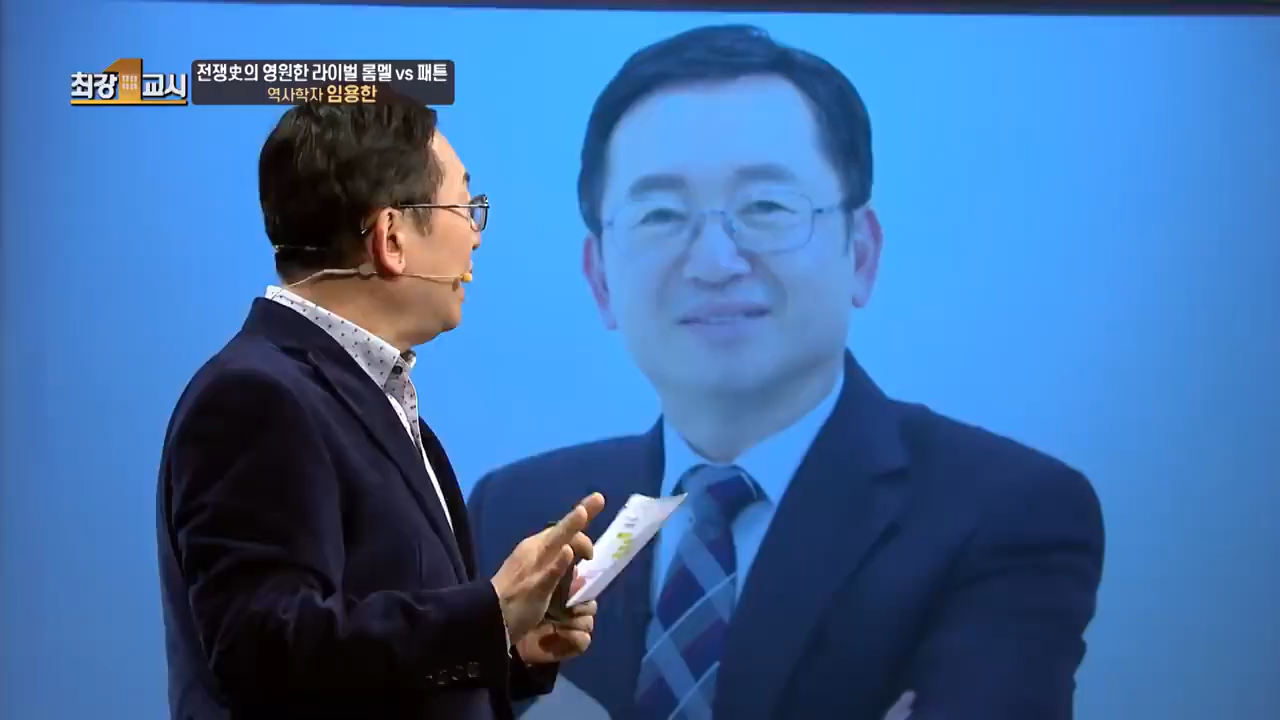 최강1교시
전쟁史의 영원한 라이벌 롬멜 vs 패튼
역사학자 임용한